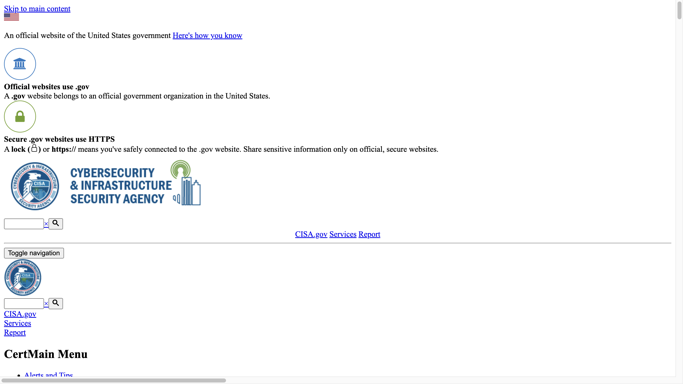 Skip to main content
An official website of the United States government Here's how you know
Official websites use .gov
A .gov website belongs to an official government organization in the United States.
Secure .gov websites use HTTPS
A lock ( ) or https:// means you've safely connected to the .gov website. Share sensitive information only on official, secure websites.
CYBERSECURITY
& INFRASTRUCTURE
SECURITY AGENCY
CISA
×
CISA.gov Services Report
Toggle navigation
×
CISA.gov
Services
Report
CertMain Menu
Alerts and Tips